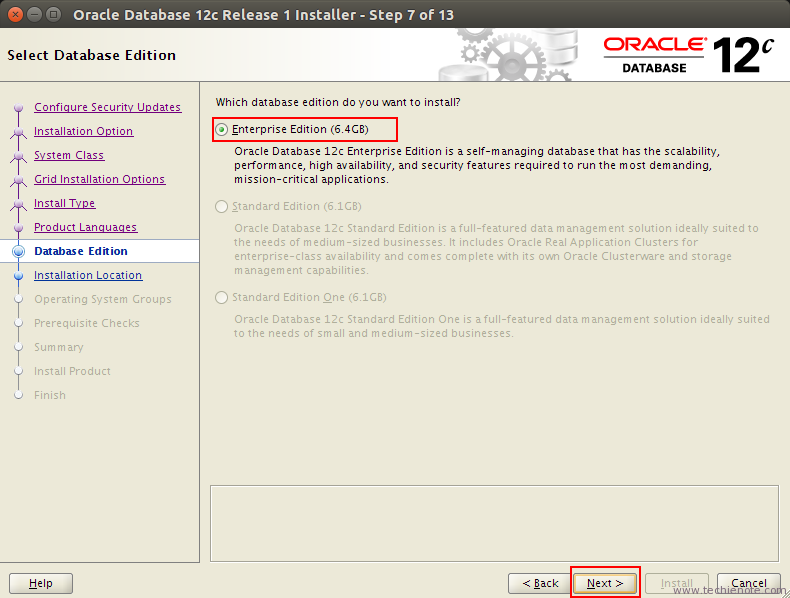 Oracle Database 12c Release 1 Installer - Step 7 of 13
Select Database Edition
ORACLE®
DATABASE
12c
Configure Security Updates
Installation Option
System Class
Grid Installation Options
Install Type
Product Languages
Database Edition
Installation Location
Operating System Groups
Prerequisite Checks
Summary
Install Product
Finish
Which database edition do you want to install?
Enterprise Edition (6.4GB)
Oracle Database 12c Enterprise Edition is a self-managing database that has the scalability,
performance, high availability, and security features required to run the most demanding,
mission-critical applications.
Standard Edition (6.1GB)
Oracle Database 12c Standard Edition is a full-featured data management solution ideally suited to
the needs of medium-sized businesses. It includes Oracle Real Application Clusters for
enterprise-class availability and comes complete with its own Oracle Clusterware and storage
management capabilities.
Standard Edition One (6.1GB)
Oracle Database 12c Standard Edition One is a full-featured data management solution ideally suited
to the needs of small and medium-sized businesses.
Help
< Back
Next >
Install
Cancel
www.techienote.com